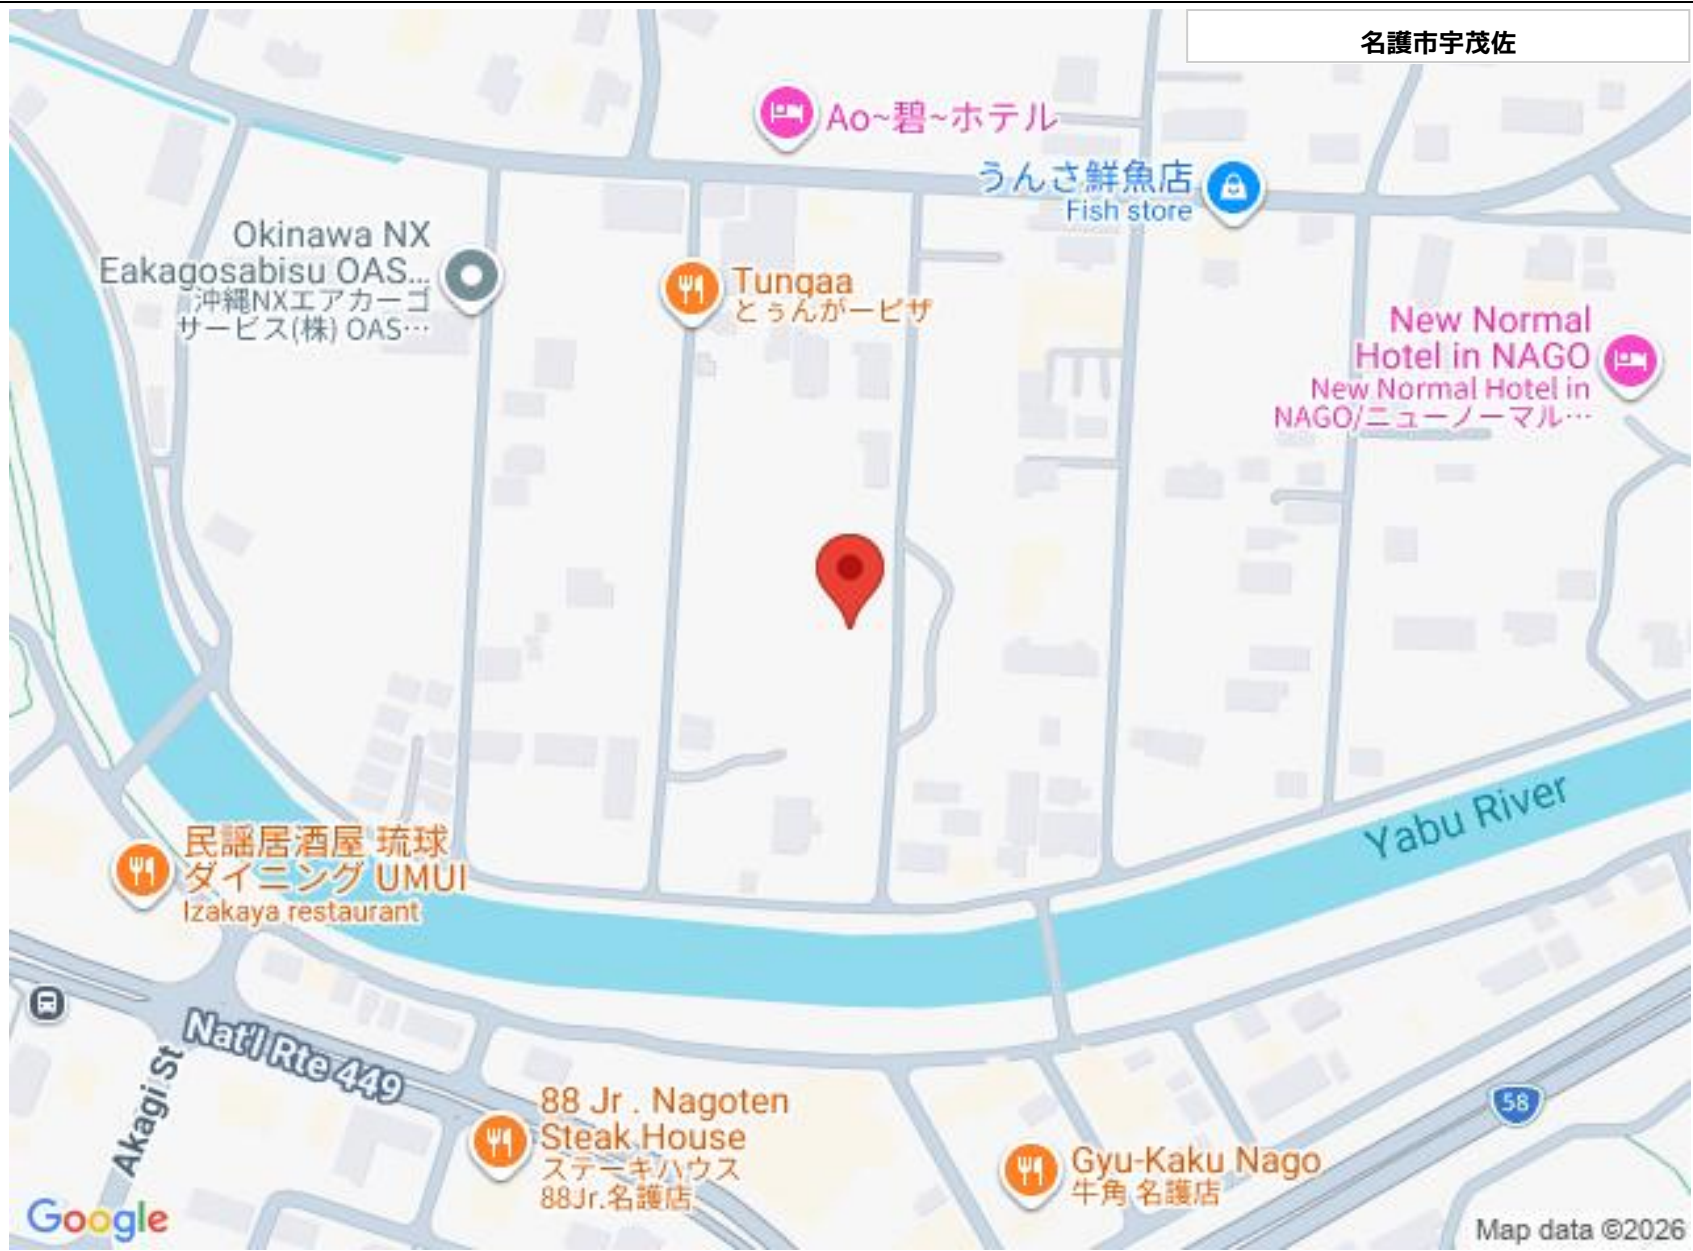 名護市宇茂佐
Ao~碧~ホテル
うんさ鮮魚店
Fish store
Okinawa NX
Eakagosabisu OAS...
沖縄NXエアカーゴ
サービス(株) OAS…
Tungaa
とぅんがーピザ
New Normal
Hotel in NAGO
New Normal Hotel in
NAGO/ニューノーマル…
Yabu River
民謡居酒屋 琉球
ダイニング UMUI
Izakaya restaurant
Nat'l Rte 449
Akagi St
88 Jr . Nagoten
Steak House
ステーキハウス
88Jr.名護店
58
Gyu-Kaku Nago
牛角 名護店
Google
Map data ©2026